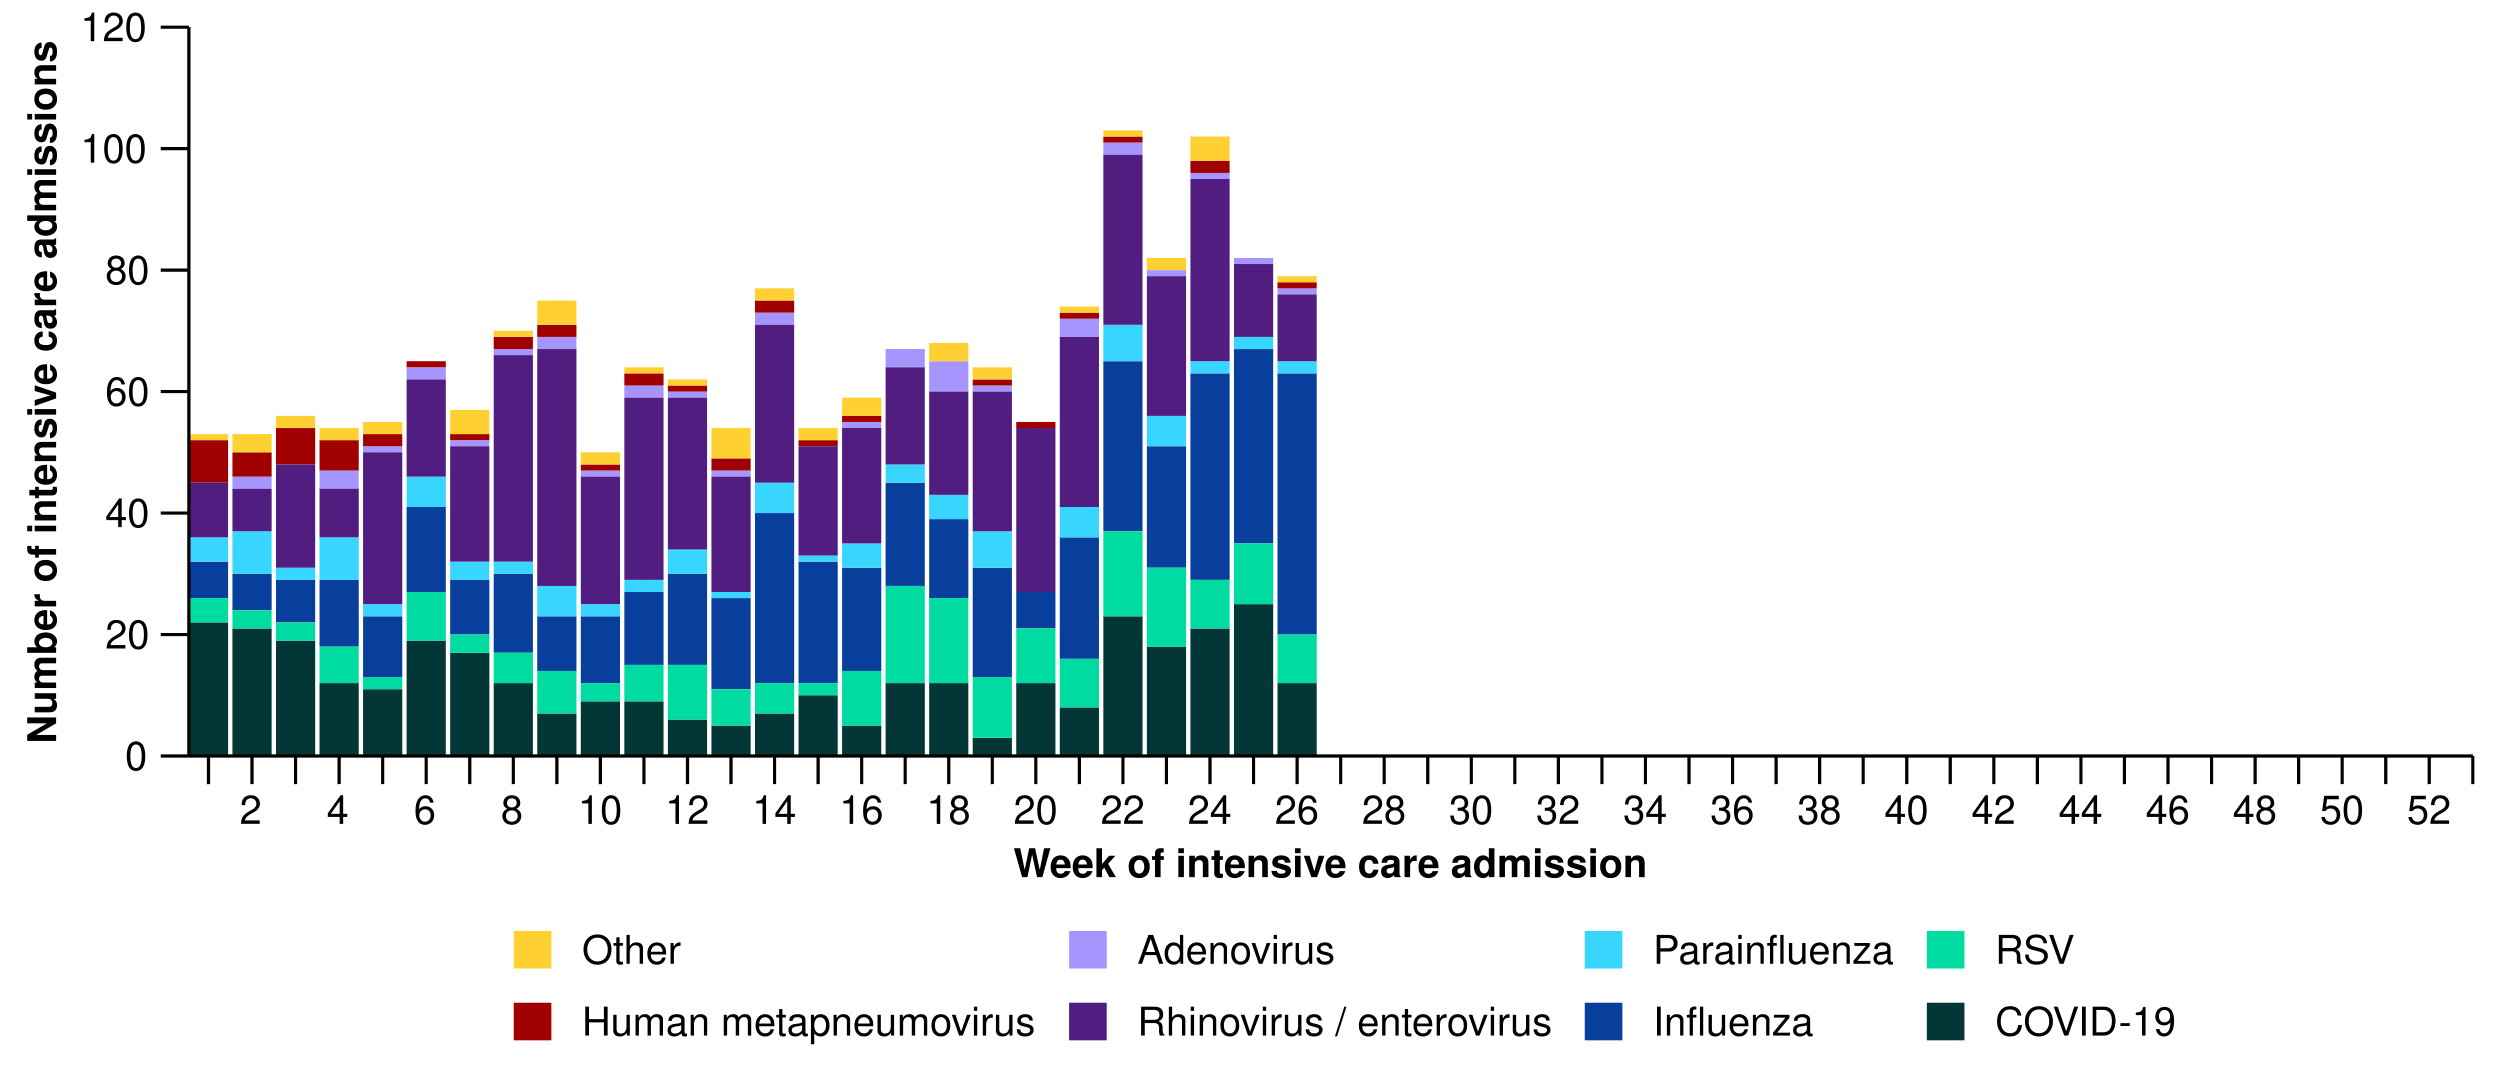 120
100
80
60
40
20
0
Number of intensive care admissions
2 4 6 8 10 12 14 16 18 20 22 24 26 28 30 32 34 36 38 40 42 44 46 48 50 52
Week of intensive care admission
Other Adenovirus Parainfluenza RSV
Human metapneumovirus Rhinovirus / enterovirus Influenza COVID-19